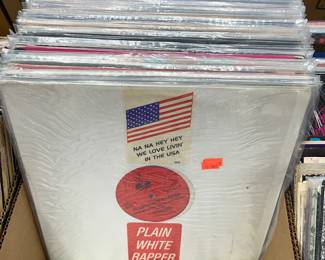 NA NA HEY HEY
WE LOVE LIVIN'
IN THE USA
PLAIN
WHITE
RAPPER